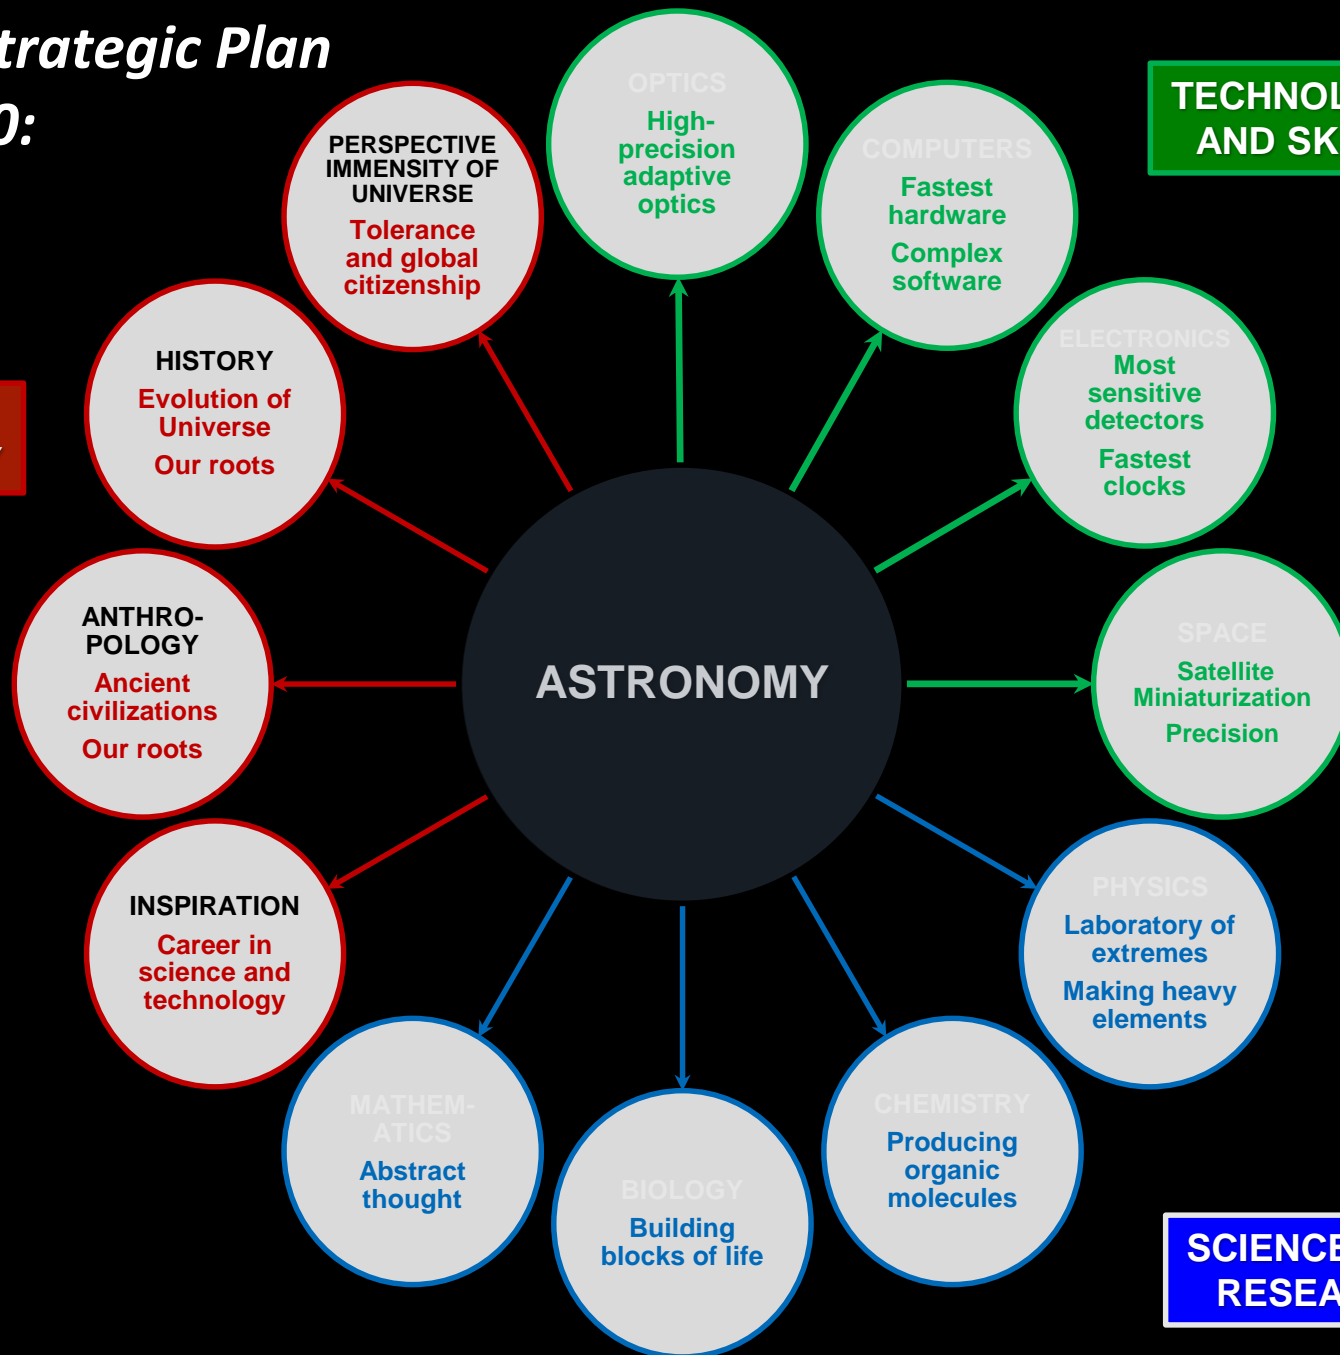 trategic Plan
0:
TECHNOL
AND SK
OPTICS
High-
precision
adaptive
optics
PERSPECTIVE
IMMENSITY OF
UNIVERSE
Tolerance
and global
citizenship
COMPUTERS
Fastest
hardware
Complex
software
HISTORY
Evolution of
Universe
Our roots
ELECTRONICS
Most
sensitive
detectors
Fastest
clocks
ANTHRO-
POLOGY
Ancient
civilizations
Our roots
ASTRONOMY
SPACE
Satellite
Miniaturization
Precision
INSPIRATION
Career in
science and
technology
PHYSICS
Laboratory of
extremes
Making heavy
elements
MATHEM-
ATICS
Abstract
thought
BIOLOGY
Building
blocks of life
CHEMISTRY
Producing
organic
molecules
SCIENCE
RESEA